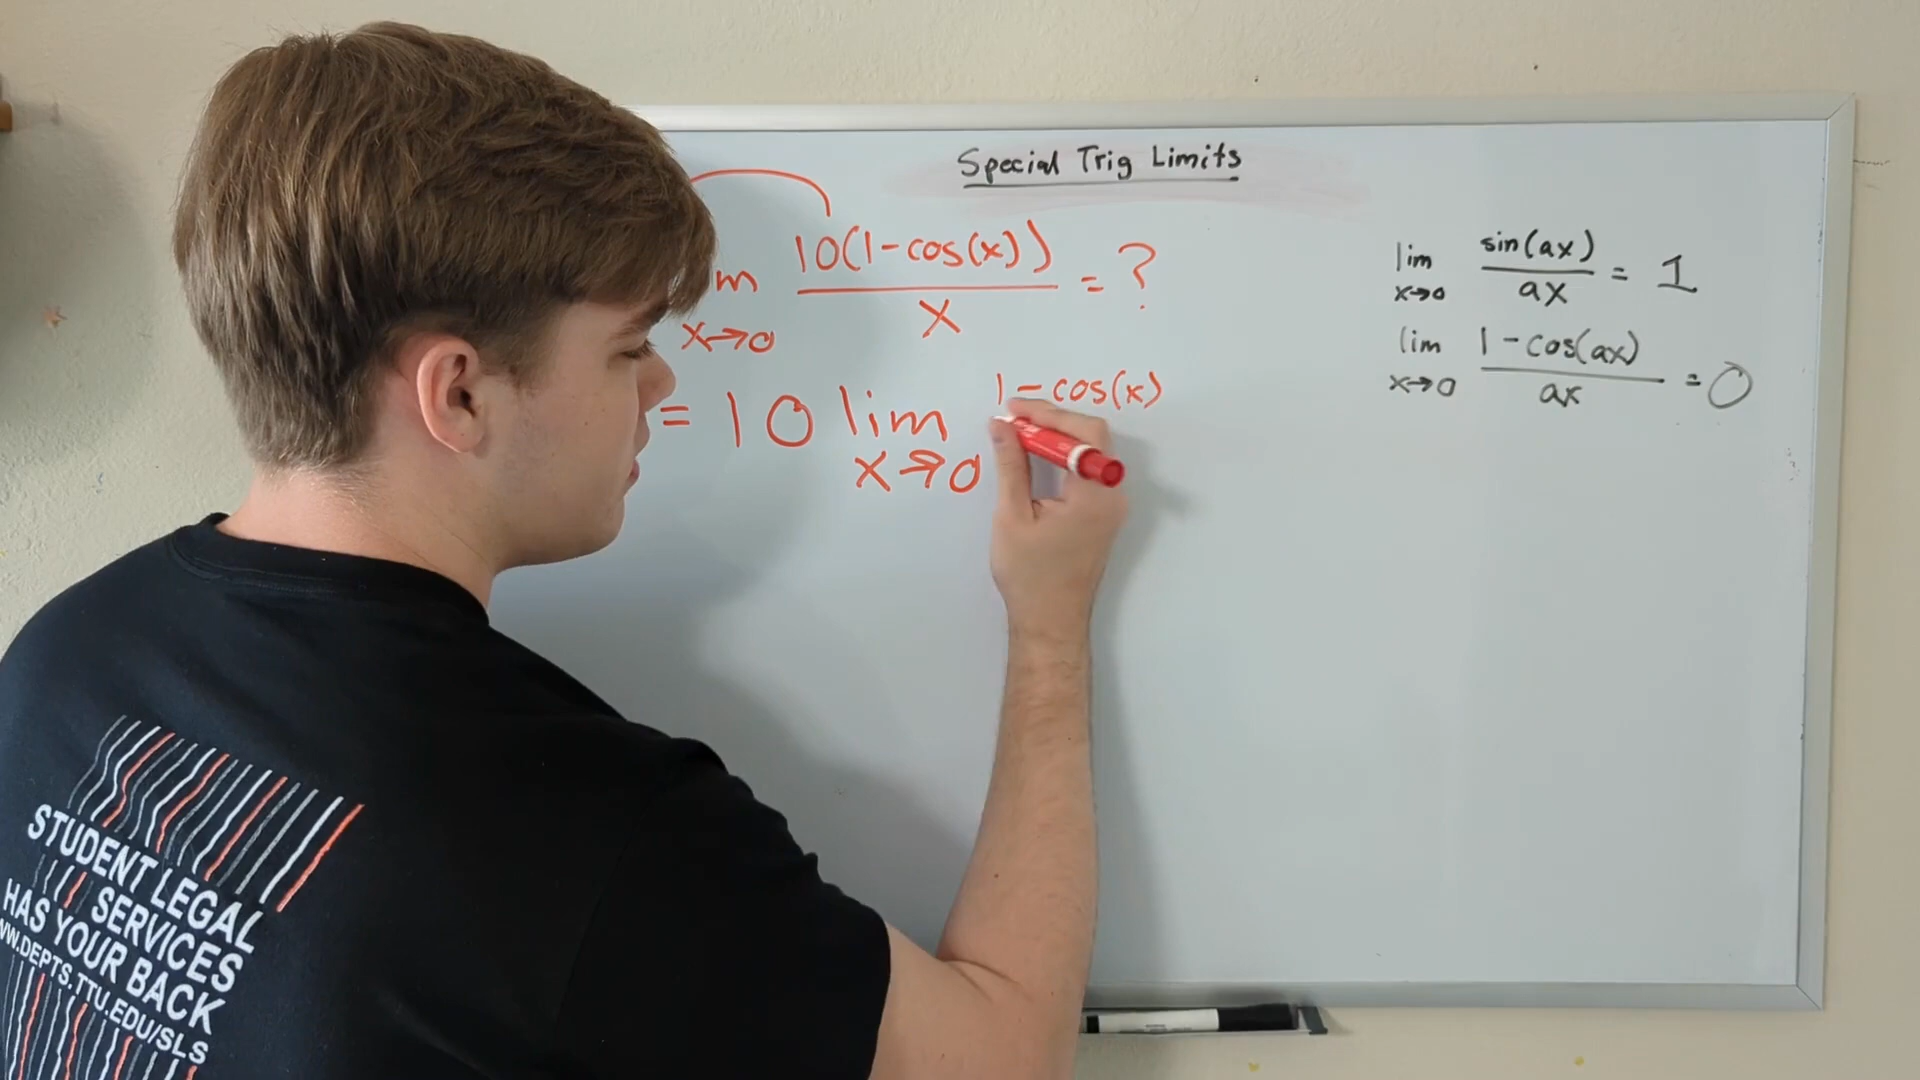 Special Trig Limits
m 10(1-cos(x)) / x = ?
x→0
= 10 lim 1-cos(x)
x→0
lim sin(ax) / ax = 1
x→0
lim 1-cos(ax) / ax = 0
x→0
STUDENT LEGAL
SERVICES
HAS YOUR BACK
WW.DEPTS.TTU.EDU/SLS